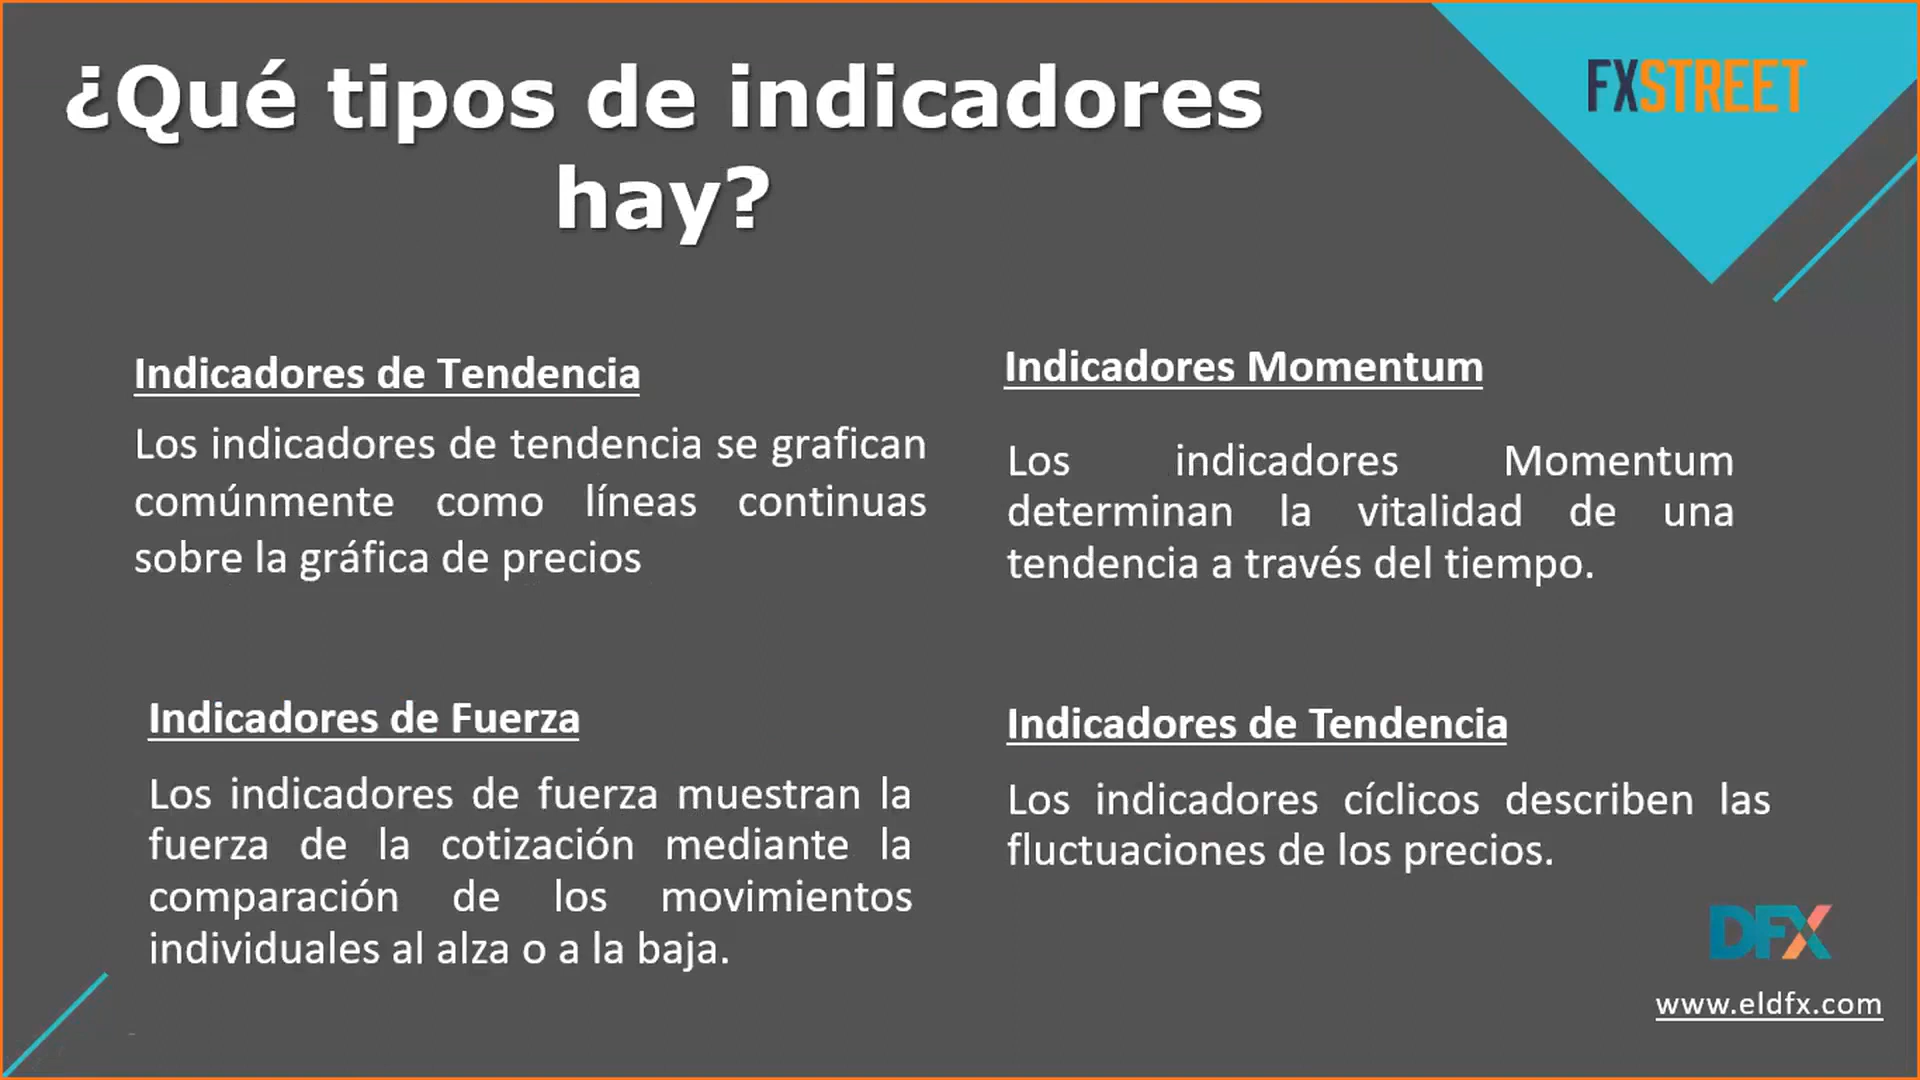 ¿Qué tipos de indicadores
hay?
FXSTREET
Indicadores de Tendencia
Los indicadores de tendencia se grafican
comúnmente como líneas continuas
sobre la gráfica de precios
Indicadores Momentum
Los indicadores Momentum
determinan la vitalidad de una
tendencia a través del tiempo.
Indicadores de Fuerza
Los indicadores de fuerza muestran la
fuerza de la cotización mediante la
comparación de los movimientos
individuales al alza o a la baja.
Indicadores de Tendencia
Los indicadores cíclicos describen las
fluctuaciones de los precios.
DFX
www.eldfx.com